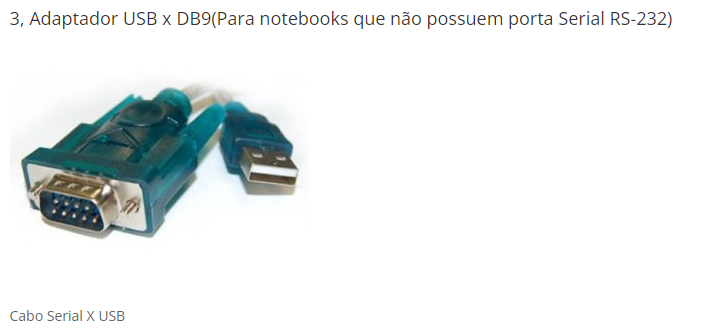 3, Adaptador USB x DB9(Para notebooks que não possuem porta Serial RS-232)
Cabo Serial X USB